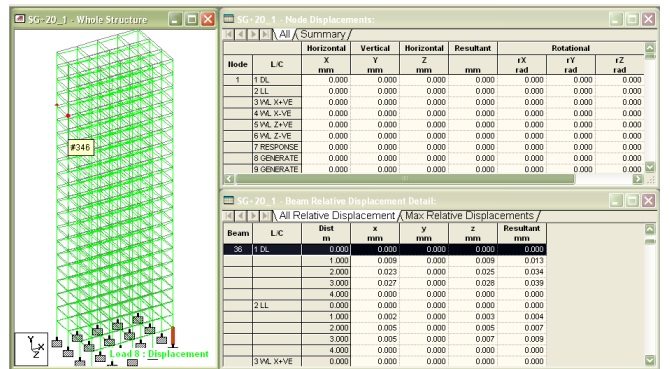 SG+20_1 - Whole Structure
#346
Y
X
Z
Load 8 : Displacement
SG+20_1 - Node Displacements:
All Summary
Horizontal Vertical Horizontal Resultant Rotational
Node L/C X mm Y mm Z mm mm rX rad rY rad rZ rad
1 1 DL 0.000 0.000 0.000 0.000 0.000 0.000 0.000
2 LL 0.000 0.000 0.000 0.000 0.000 0.000 0.000
3 WL X+VE 0.000 0.000 0.000 0.000 0.000 0.000 0.000
4 WL X-VE 0.000 0.000 0.000 0.000 0.000 0.000 0.000
5 WL Z+VE 0.000 0.000 0.000 0.000 0.000 0.000 0.000
6 WL Z-VE 0.000 0.000 0.000 0.000 0.000 0.000 0.000
7 RESPONSE 0.000 0.000 0.000 0.000 0.000 0.000 0.000
8 GENERATE 0.000 0.000 0.000 0.000 0.000 0.000 0.000
9 GENERATE 0.000 0.000 0.000 0.000 0.000 0.000 0.000
SG+20_1 - Beam Relative Displacement Detail:
All Relative Displacement Max Relative Displacements
Beam L/C Dist m x mm y mm z mm Resultant mm
36 1 DL 0.000 0.000 0.000 0.000 0.000
1.000 0.009 0.000 0.009 0.013
2.000 0.023 0.000 0.025 0.034
3.000 0.027 0.000 0.028 0.039
4.000 0.000 0.000 0.000 0.000
2 LL 0.000 0.000 0.000 0.000 0.000
1.000 0.002 0.000 0.003 0.004
2.000 0.005 0.000 0.005 0.007
3.000 0.005 0.000 0.007 0.009
4.000 0.000 0.000 0.000 0.000
3 WL X+VE 0.000 0.000 0.000 0.000 0.000